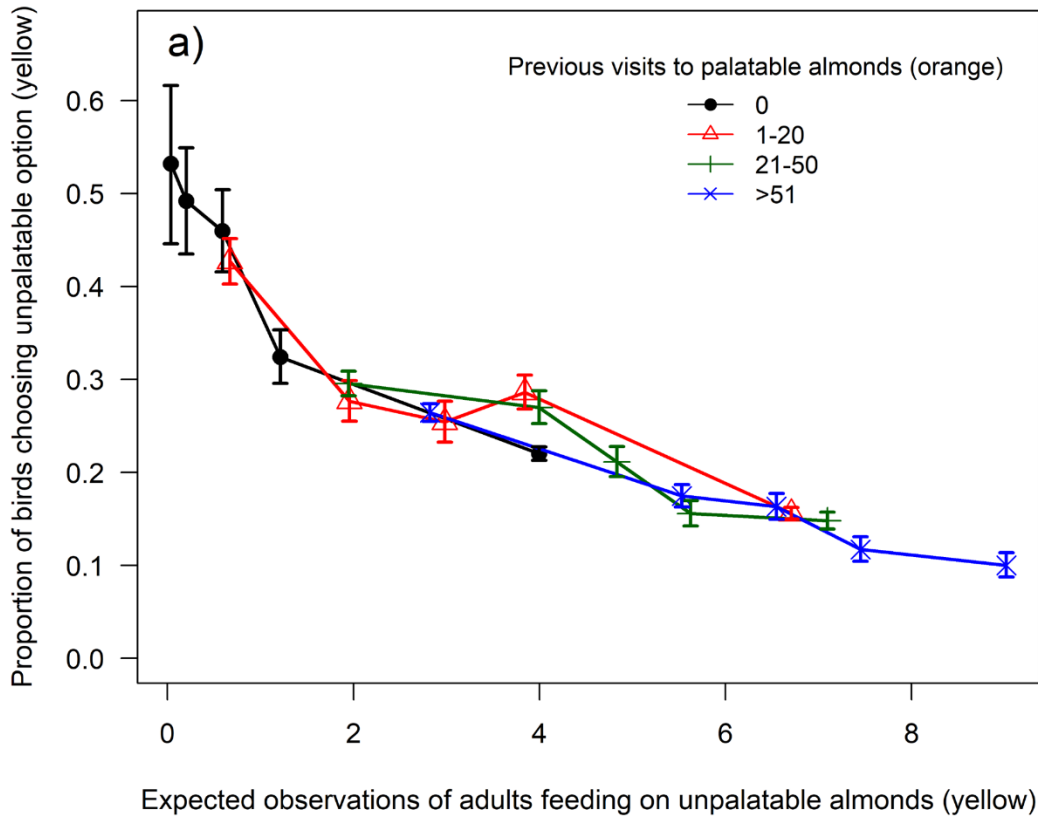 a)
Previous visits to palatable almonds (orange)
0
1-20
21-50
>51
Proportion of birds choosing unpalatable option (yellow)
0.6
0.5
0.4
0.3
0.2
0.1
0.0
0 2 4 6 8
Expected observations of adults feeding on unpalatable almonds (yellow)